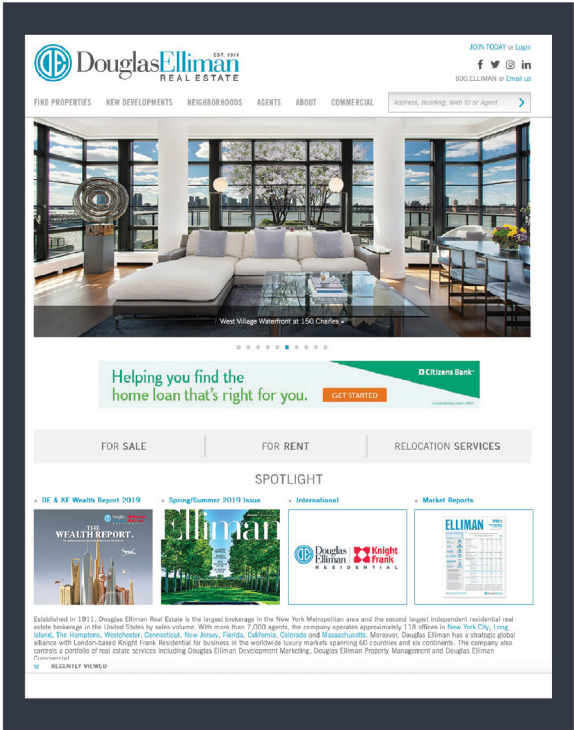 JOIN TODAY or Login
EST. 1911
DouglasElliman
REAL ESTATE
800.ELLIMAN or Email us
FIND PROPERTIES NEW DEVELOPMENTS NEIGHBORHOODS AGENTS ABOUT COMMERCIAL Address, Building, Web ID or Agent
West Village Waterfront at 150 Charles »
Helping you find the
home loan that's right for you.
GET STARTED
Citizens Bank
FOR SALE FOR RENT RELOCATION SERVICES
SPOTLIGHT
» DE & KF Wealth Report 2019 » Spring/Summer 2019 Issue » International » Market Reports
THE
WEALTH REPORT.
Elliman
Douglas Elliman
Knight Frank
RESIDENTIAL
ELLIMAN
Established in 1911, Douglas Elliman Real Estate is the largest brokerage in the New York Metropolitan area and the second largest independent residential real
estate brokerage in the United States by sales volume. With more than 7,000 agents, the company operates approximately 118 offices in New York City, Long
Island, The Hamptons, Westchester, Connecticut, New Jersey, Florida, California, Colorado and Massachusetts. Moreover, Douglas Elliman has a strategic global
alliance with London-based Knight Frank Residential for business in the worldwide luxury markets spanning 60 countries and six continents. The company also
controls a portfolio of real estate services including Douglas Elliman Development Marketing, Douglas Elliman Property Management and Douglas Elliman
Commercial.
RECENTLY VIEWED